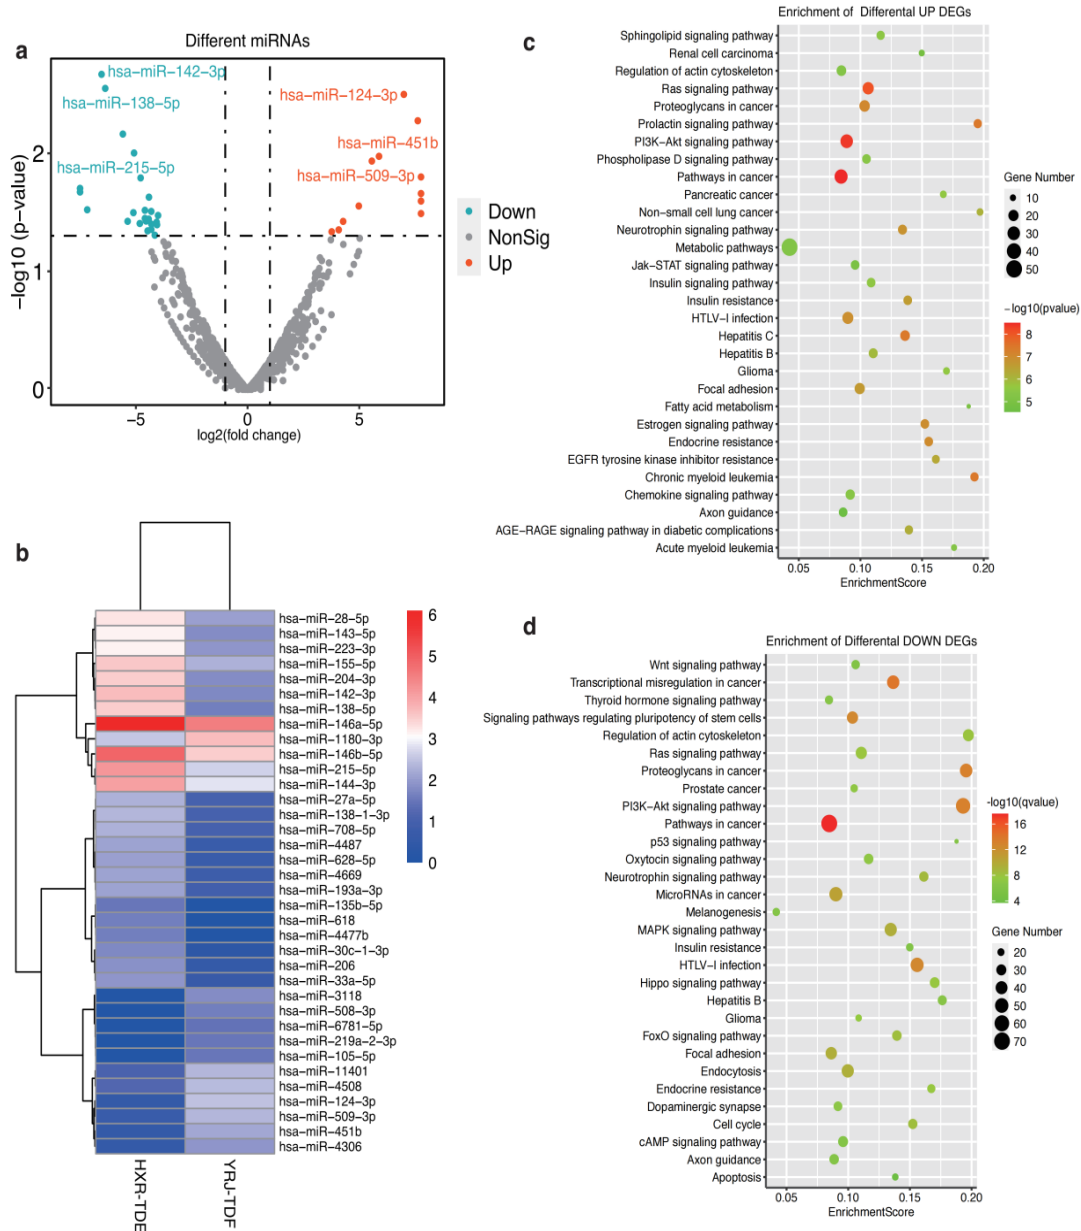 a
Different miRNAs
hsa-miR-142-3p
hsa-miR-138-5p
hsa-miR-215-5p
hsa-miR-124-3p
hsa-miR-451b
hsa-miR-509-3p
-log10 (p-value)
2
1
0
-5
0
5
log2(fold change)
Down
NonSig
Up
b
hsa-miR-28-5p
hsa-miR-143-5p
hsa-miR-223-3p
hsa-miR-155-5p
hsa-miR-204-3p
hsa-miR-142-3p
hsa-miR-138-5p
hsa-miR-146a-5p
hsa-miR-1180-3p
hsa-miR-146b-5p
hsa-miR-215-5p
hsa-miR-144-3p
hsa-miR-27a-5p
hsa-miR-138-1-3p
hsa-miR-708-5p
hsa-miR-4487
hsa-miR-628-5p
hsa-miR-4669
hsa-miR-193a-3p
hsa-miR-135b-5p
hsa-miR-618
hsa-miR-4477b
hsa-miR-30c-1-3p
hsa-miR-206
hsa-miR-33a-5p
hsa-miR-3118
hsa-miR-508-3p
hsa-miR-6781-5p
hsa-miR-219a-2-3p
hsa-miR-105-5p
hsa-miR-11401
hsa-miR-4508
hsa-miR-124-3p
hsa-miR-509-3p
hsa-miR-451b
hsa-miR-4306
HXR-TDE
YRJ-TDF
6
5
4
3
2
1
0
c
Enrichment of Differental UP DEGs
Sphingolipid signaling pathway
Renal cell carcinoma
Regulation of actin cytoskeleton
Ras signaling pathway
Proteoglycans in cancer
Prolactin signaling pathway
PI3K-Akt signaling pathway
Phospholipase D signaling pathway
Pathways in cancer
Pancreatic cancer
Non-small cell lung cancer
Neurotrophin signaling pathway
Metabolic pathways
Jak-STAT signaling pathway
Insulin signaling pathway
Insulin resistance
HTLV-I infection
Hepatitis C
Hepatitis B
Glioma
Focal adhesion
Fatty acid metabolism
Estrogen signaling pathway
Endocrine resistance
EGFR tyrosine kinase inhibitor resistance
Chronic myeloid leukemia
Chemokine signaling pathway
Axon guidance
AGE-RAGE signaling pathway in diabetic complications
Acute myeloid leukemia
0.05
0.10
0.15
0.20
EnrichmentScore
Gene Number
10
20
30
40
50
-log10(pvalue)
8
7
6
5
d
Enrichment of Differental DOWN DEGs
Wnt signaling pathway
Transcriptional misregulation in cancer
Thyroid hormone signaling pathway
Signaling pathways regulating pluripotency of stem cells
Regulation of actin cytoskeleton
Ras signaling pathway
Proteoglycans in cancer
Prostate cancer
PI3K-Akt signaling pathway
Pathways in cancer
p53 signaling pathway
Oxytocin signaling pathway
Neurotrophin signaling pathway
MicroRNAs in cancer
Melanogenesis
MAPK signaling pathway
Insulin resistance
HTLV-I infection
Hippo signaling pathway
Hepatitis B
Glioma
FoxO signaling pathway
Focal adhesion
Endocytosis
Endocrine resistance
Dopaminergic synapse
Cell cycle
cAMP signaling pathway
Axon guidance
Apoptosis
0.05
0.10
0.15
0.20
EnrichmentScore
-log10(qvalue)
16
12
8
4
Gene Number
20
30
40
50
60
70